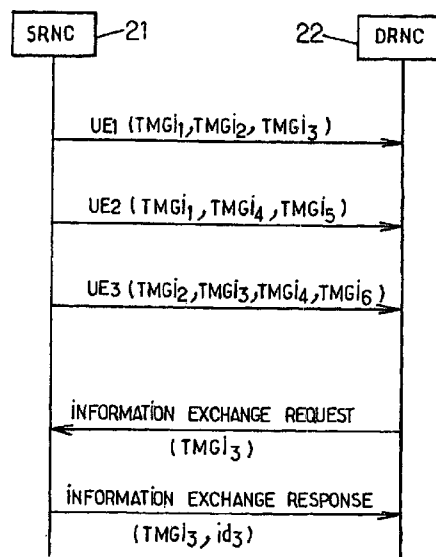 SRNC 21 22 DRNC
UE1 (TMGi₁,TMGi₂, TMGi₃)
UE2 (TMGi₁,TMGi₄, TMGi₅)
UE3 (TMGi₂,TMGi₃,TMGi₄,TMGi₆)
iNFORMATiON EXCHANGE REQUEST
(TMGi₃)
iNFORMATiON EXCHANGE RESPONSE
(TMGi₃, id₃)